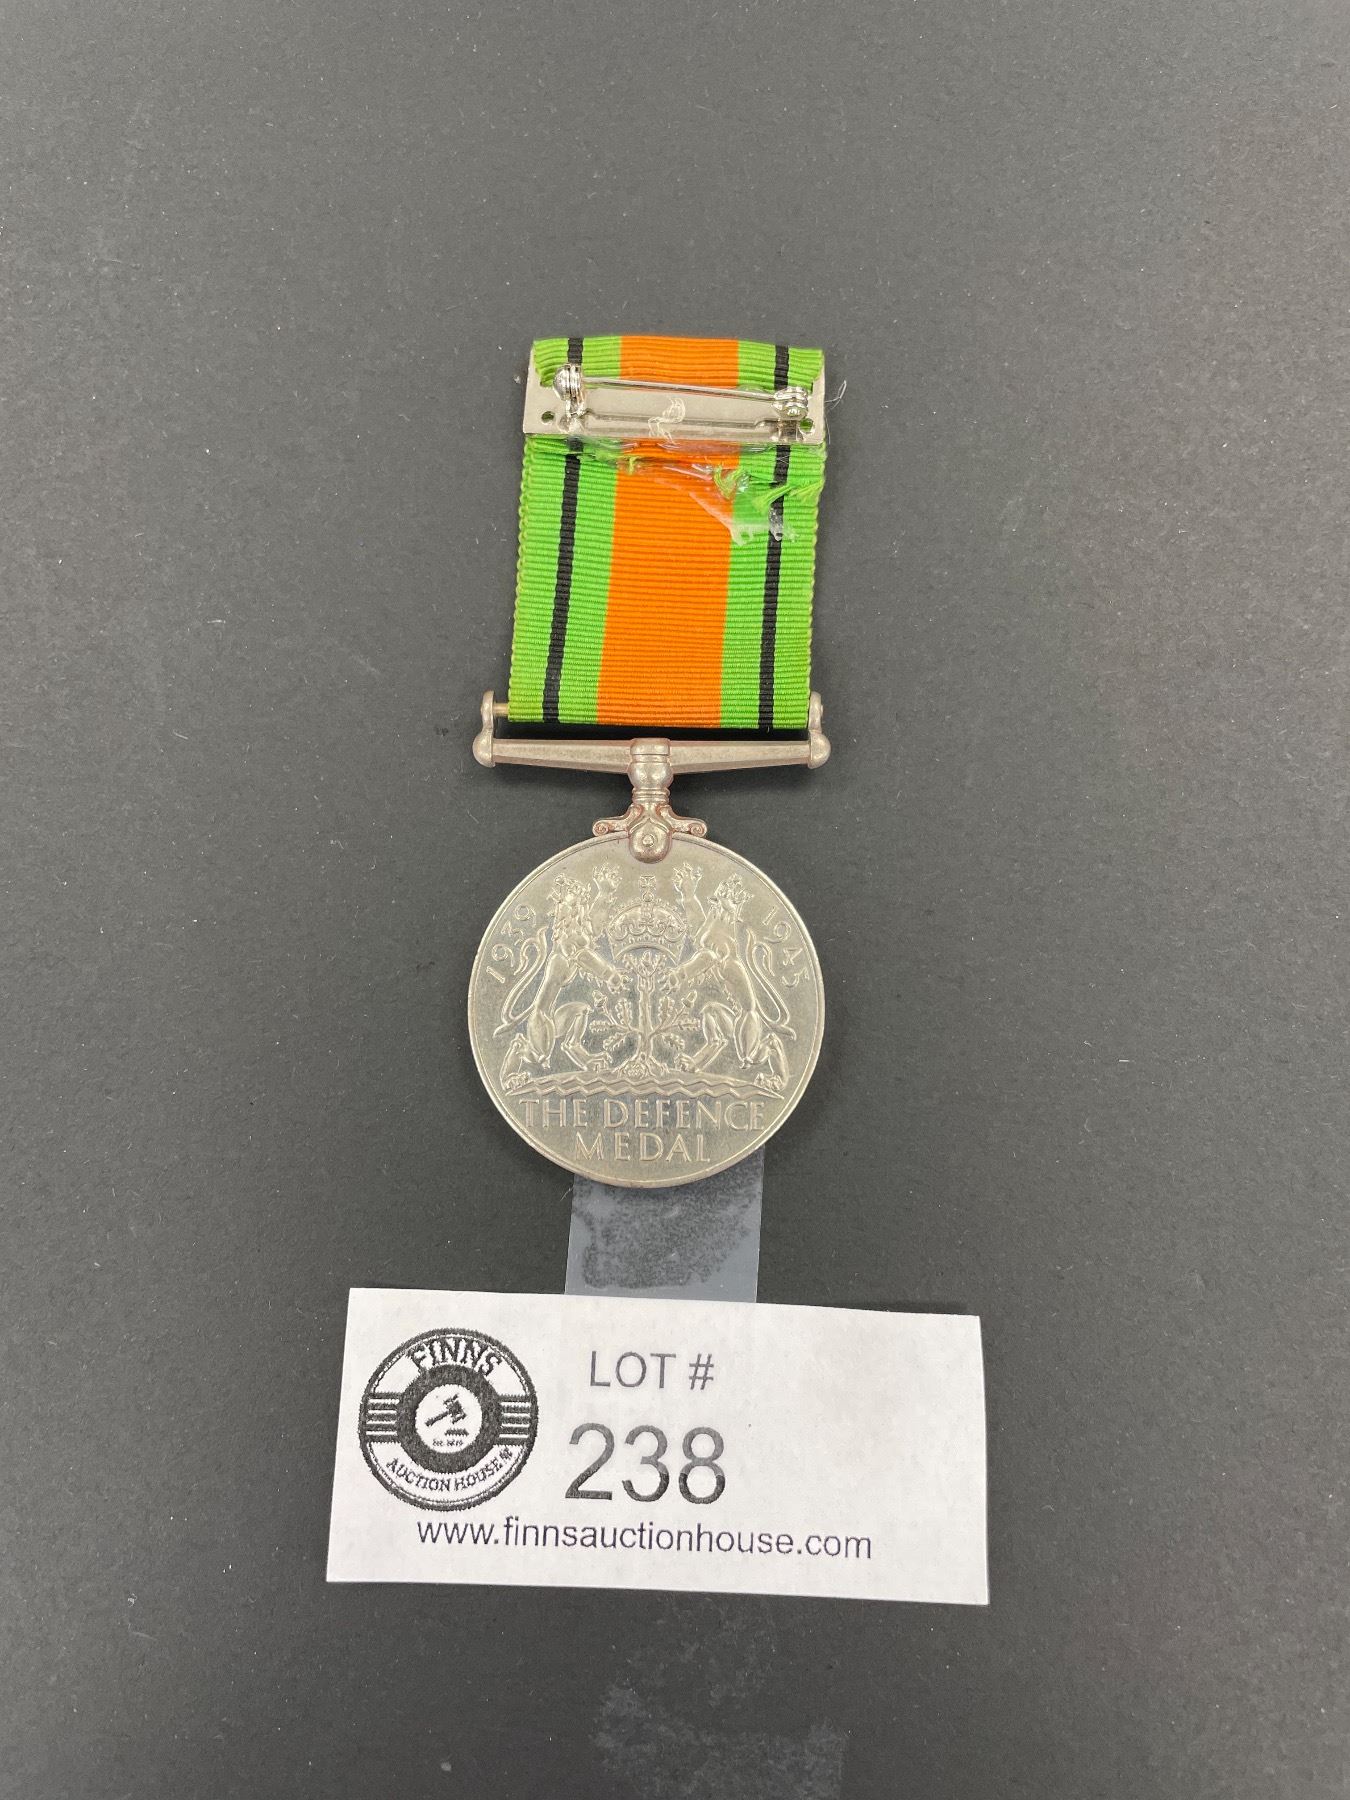 1939 1945
THE DEFENCE
MEDAL
FINNS
AUCTION HOUSE
LOT #
238
www.finnsauctionhouse.com